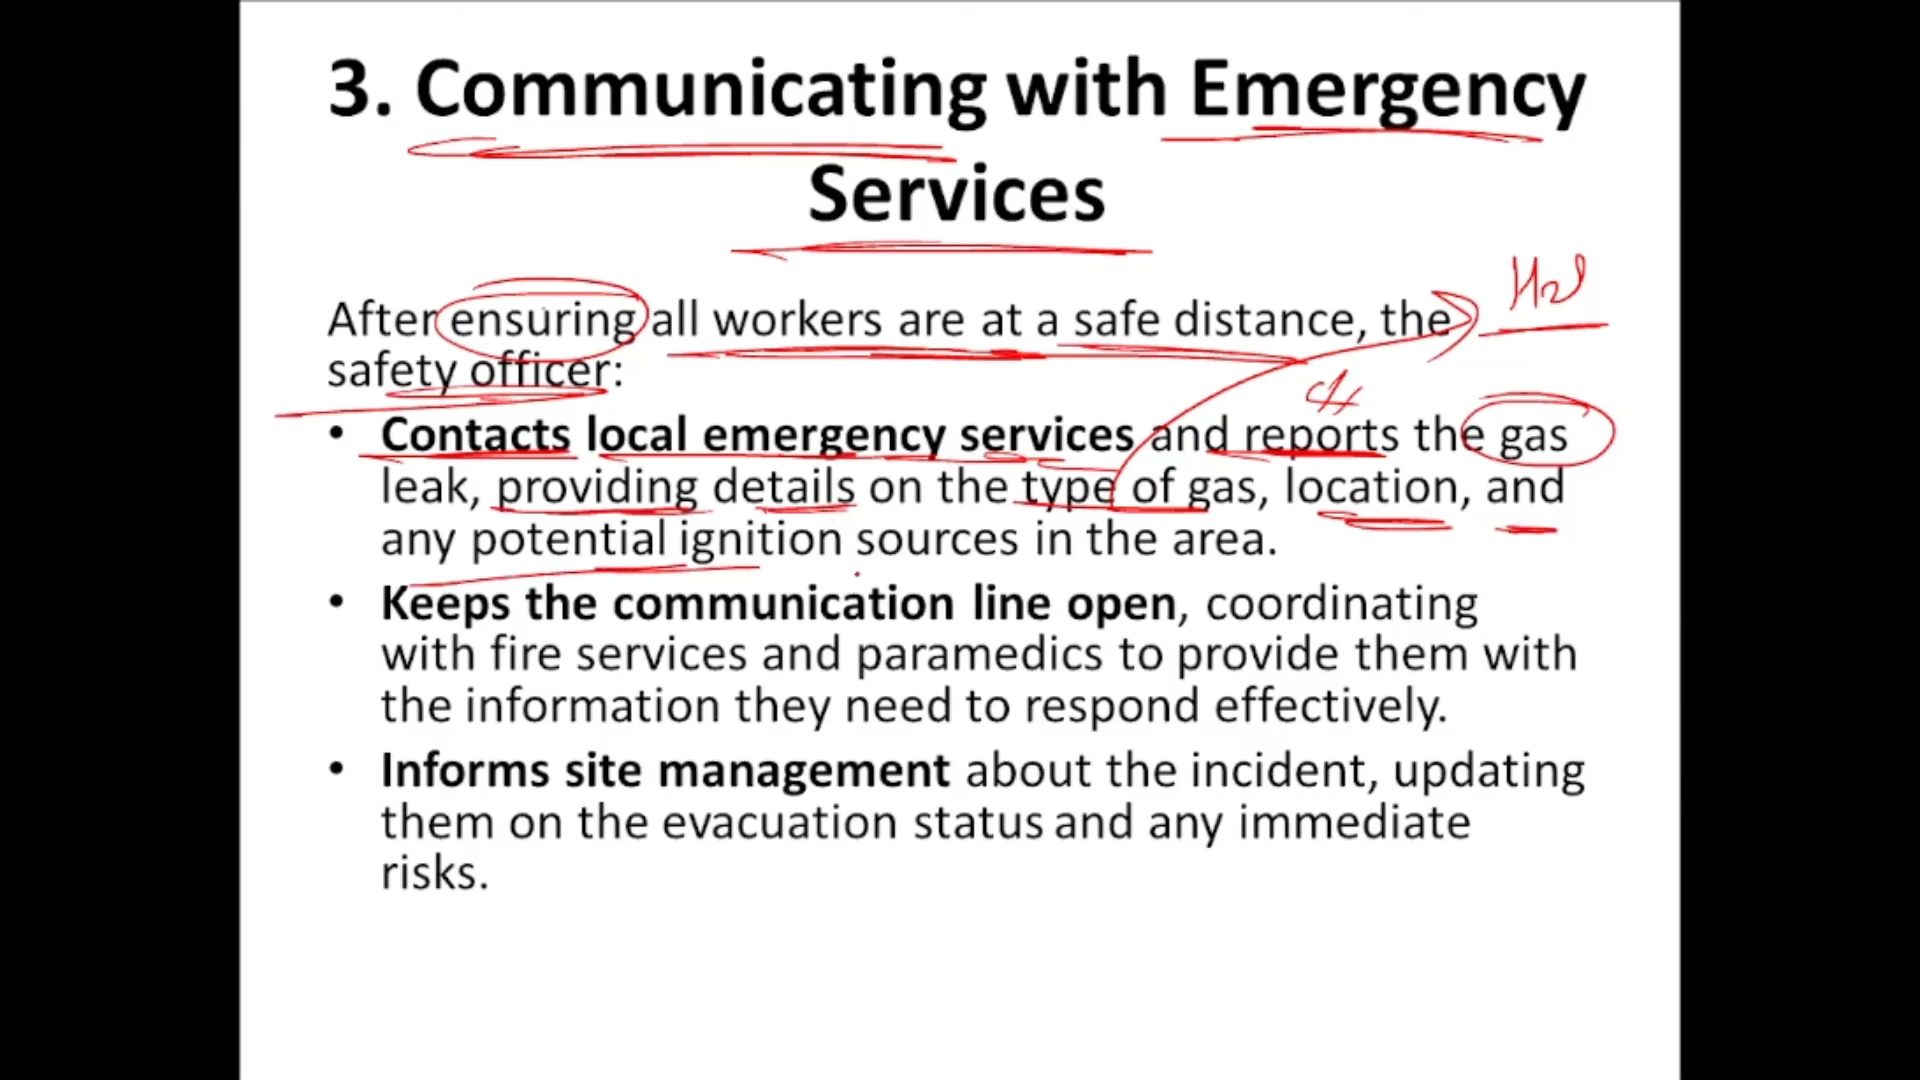 3. Communicating with Emergency
Services
H2S
After ensuring all workers are at a safe distance, the
safety officer:
• Contacts local emergency services and reports the gas
leak, providing details on the type of gas, location, and
any potential ignition sources in the area.
• Keeps the communication line open, coordinating
with fire services and paramedics to provide them with
the information they need to respond effectively.
• Informs site management about the incident, updating
them on the evacuation status and any immediate
risks.